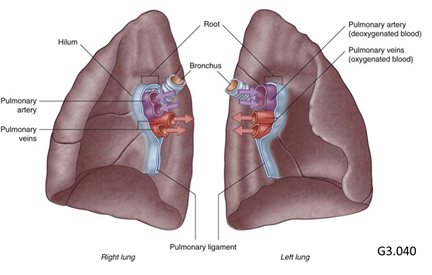 Root
Pulmonary artery
(deoxygenated blood)
Hilum
Pulmonary veins
(oxygenated blood)
Bronchus
Pulmonary
artery
Pulmonary
veins
Pulmonary ligament
Right lung
Left lung
G3.040